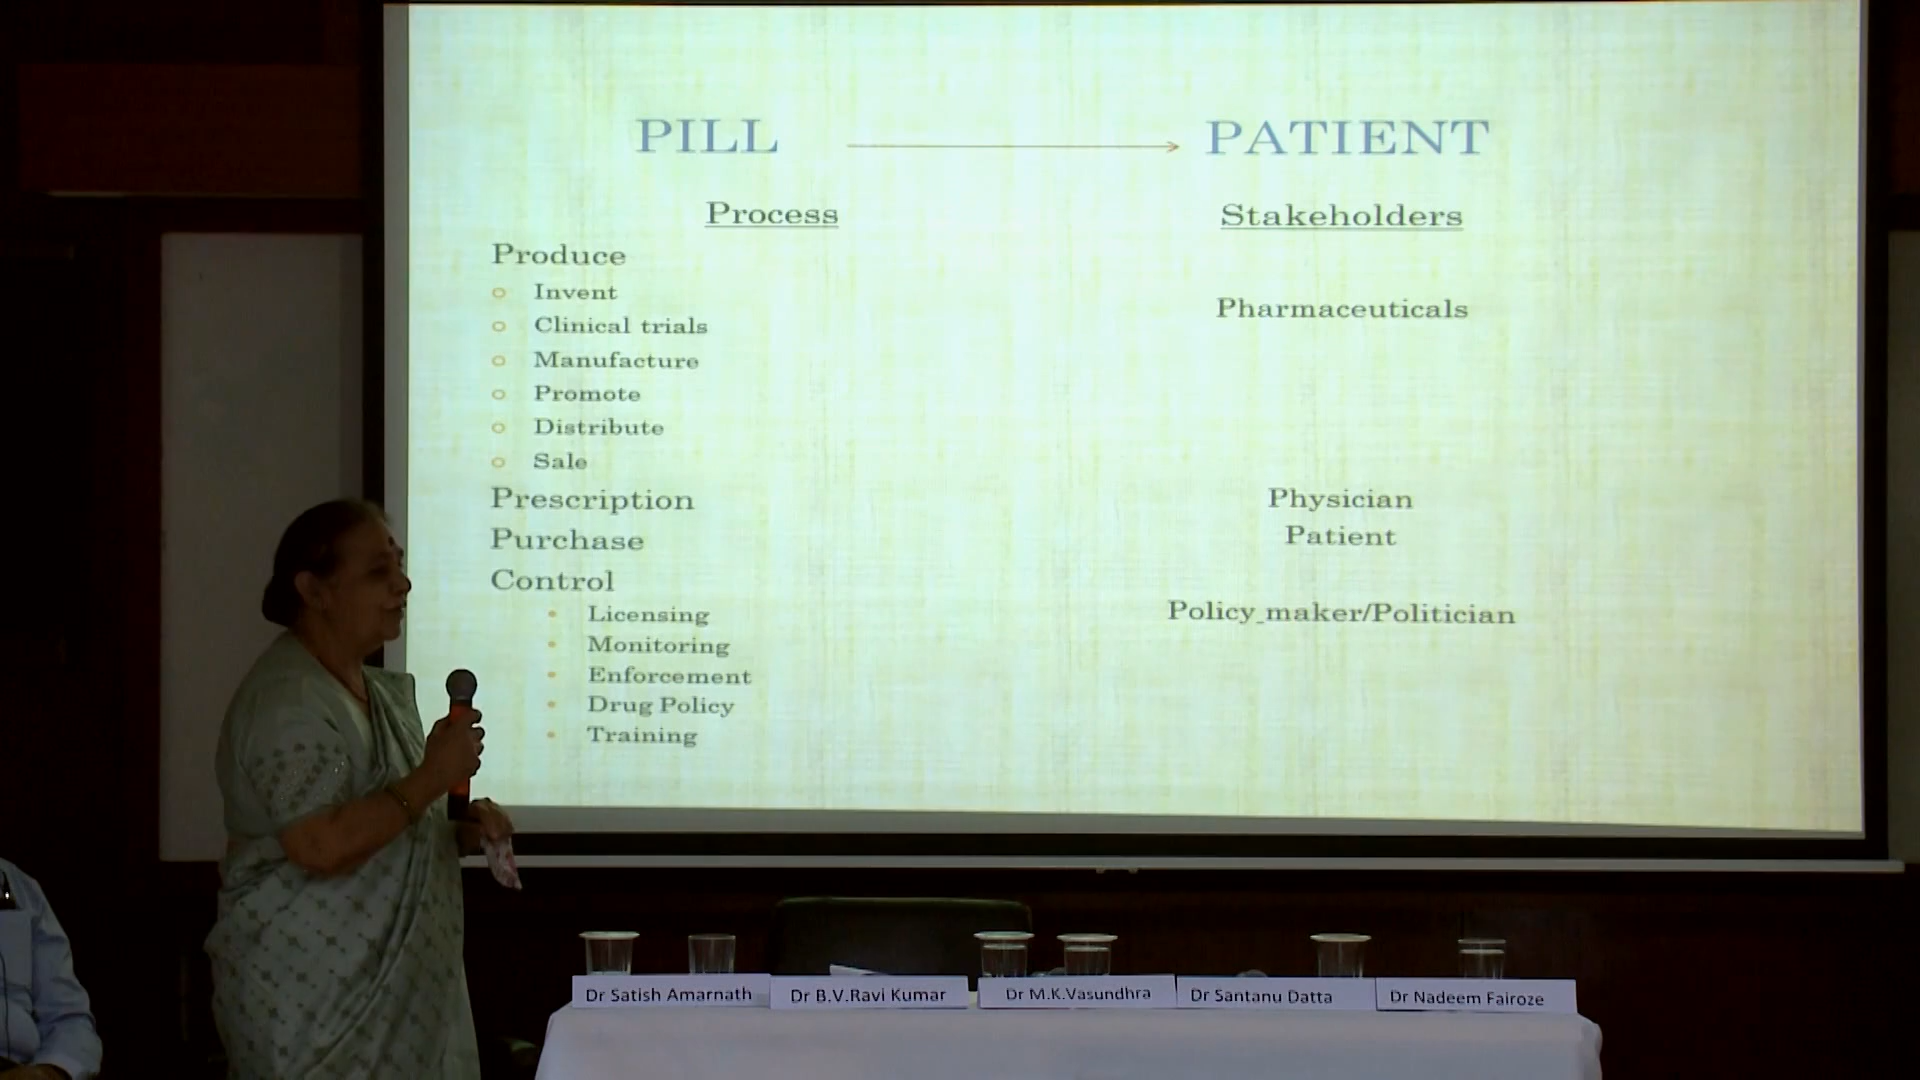 PILL PATIENT
Process
Stakeholders
Produce
Invent
Pharmaceuticals
Clinical trials
Manufacture
Promote
Distribute
Sale
Prescription
Physician
Purchase
Patient
Control
Licensing
Policy_maker/Politician
Monitoring
Enforcement
Drug Policy
Training
Dr Satish Amarnath
Dr B.V.Ravi Kumar
Dr M.K.Vasundhra
Dr Santanu Datta
Dr Nadeem Fairoze